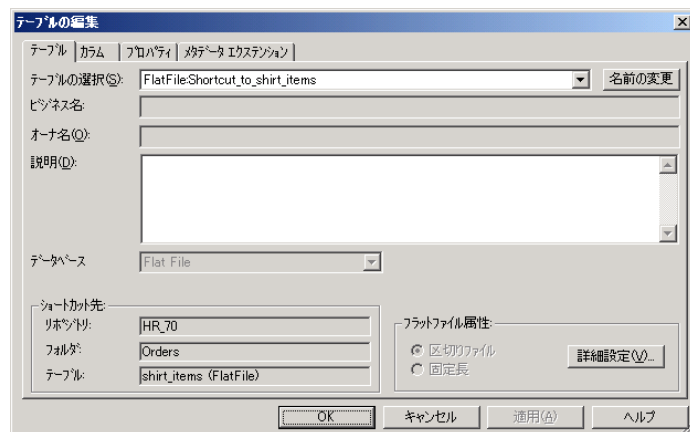 テーブルの編集
テーブル カラム プロパティ メタデータ エクステンション
テーブルの選択(S): FlatFile:Shortcut_to_shirt_items 名前の変更
ビジネス名:
オーナ名(O):
説明(D):
データベース Flat File
ショートカット先:
リポジトリ: HR_70
フォルダ: Orders
テーブル: shirt_items (FlatFile)
フラットファイル属性:
区切りファイル
固定長
詳細設定(V)...
OK キャンセル 適用(A) ヘルプ